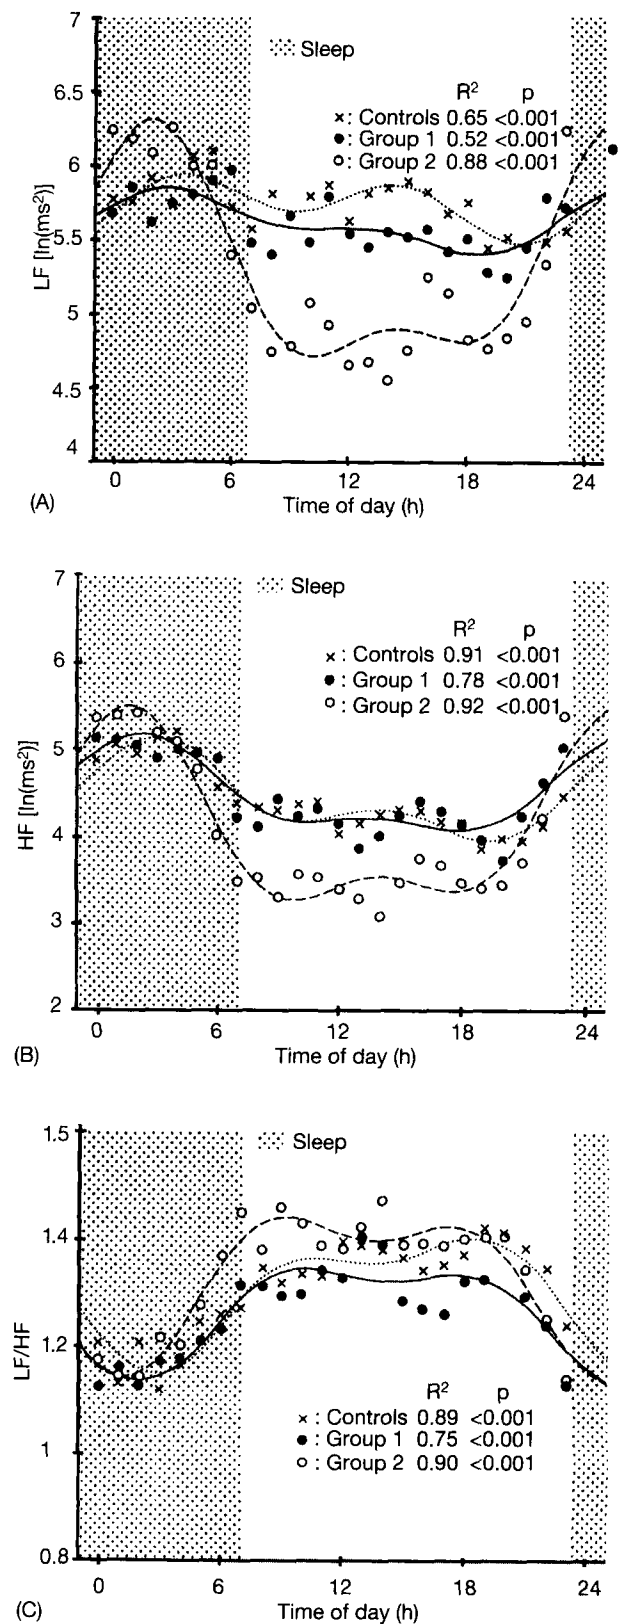 7
Sleep
6.5
R² p
× : Controls 0.65 <0.001
● : Group 1 0.52 <0.001
○ : Group 2 0.88 <0.001
6
LF [ln(ms²)]
5.5
5
4.5
4
0 6 12 18 24
Time of day (h)
(A)
7
Sleep
R² p
× : Controls 0.91 <0.001
● : Group 1 0.78 <0.001
○ : Group 2 0.92 <0.001
6
5
HF [ln(ms²)]
4
3
2
0 6 12 18 24
Time of day (h)
(B)
1.5
Sleep
1.4
1.2
LF/HF
R² p
× : Controls 0.89 <0.001
● : Group 1 0.75 <0.001
○ : Group 2 0.90 <0.001
1
0.8
0 6 12 18 24
Time of day (h)
(C)